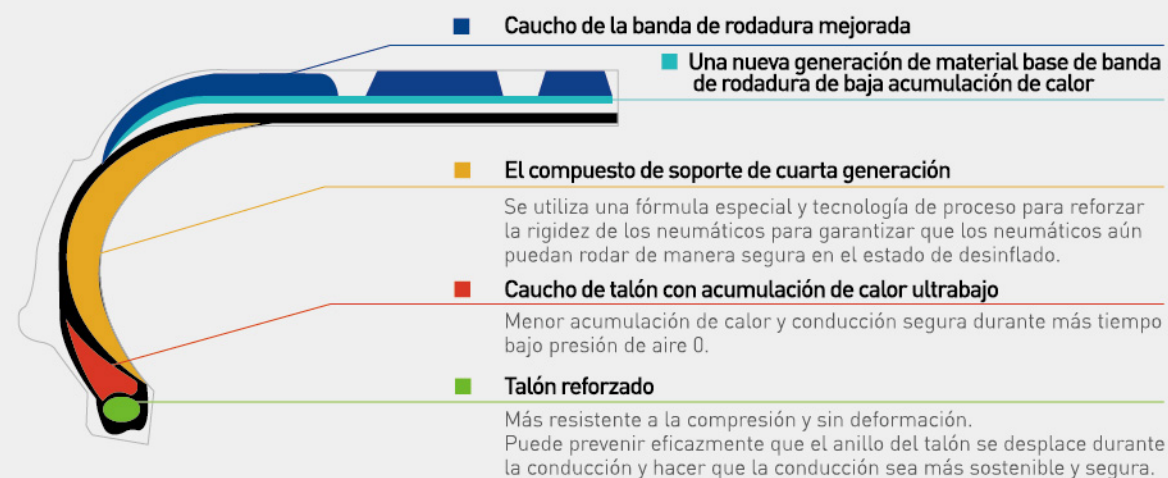 Caucho de la banda de rodadura mejorada
Una nueva generación de material base de banda
de rodadura de baja acumulación de calor
El compuesto de soporte de cuarta generación
Se utiliza una fórmula especial y tecnología de proceso para reforzar
la rigidez de los neumáticos para garantizar que los neumáticos aún
puedan rodar de manera segura en el estado de desinflado.
Caucho de talón con acumulación de calor ultrabajo
Menor acumulación de calor y conducción segura durante más tiempo
bajo presión de aire 0.
Talón reforzado
Más resistente a la compresión y sin deformación.
Puede prevenir eficazmente que el anillo del talón se desplace durante
la conducción y hacer que la conducción sea más sostenible y segura.